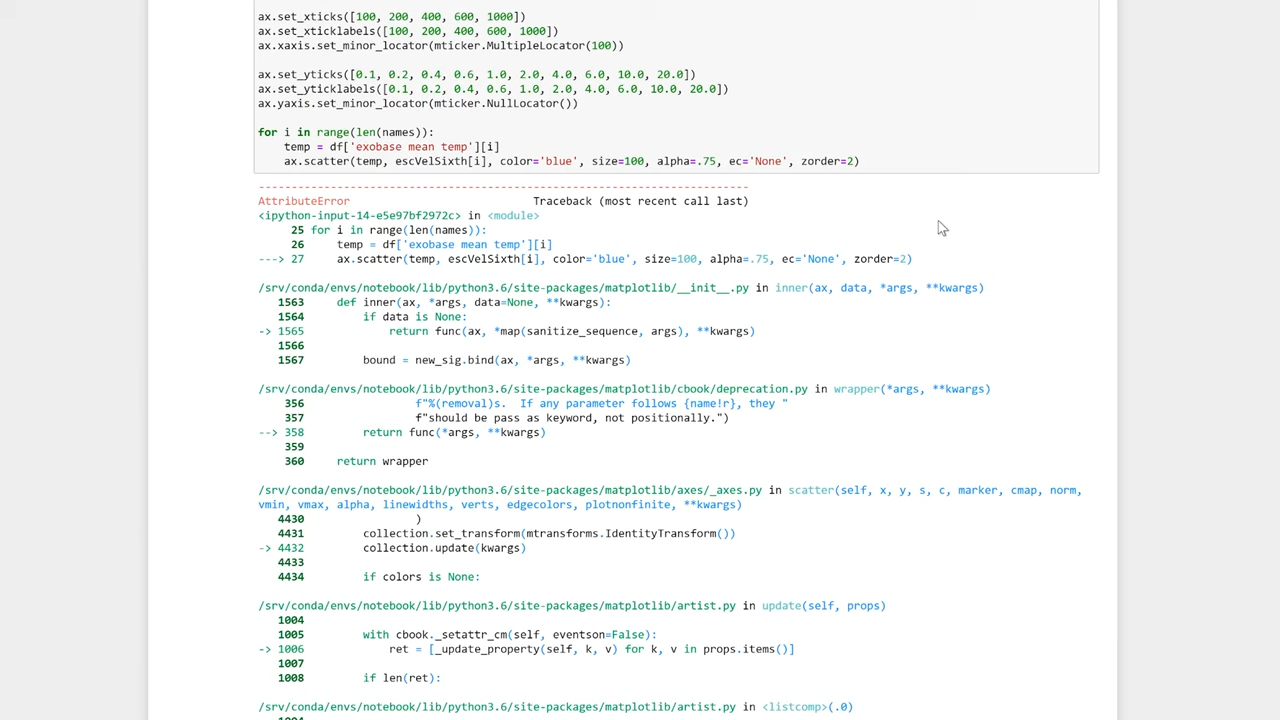 ax.set_xticks([100, 200, 400, 600, 1000])
ax.set_xticklabels([100, 200, 400, 600, 1000])
ax.xaxis.set_minor_locator(mticker.MultipleLocator(100))
ax.set_yticks([0.1, 0.2, 0.4, 0.6, 1.0, 2.0, 4.0, 6.0, 10.0, 20.0])
ax.set_yticklabels([0.1, 0.2, 0.4, 0.6, 1.0, 2.0, 4.0, 6.0, 10.0, 20.0])
ax.yaxis.set_minor_locator(mticker.NullLocator())
for i in range(len(names)):
    temp = df['exobase mean temp'][i]
    ax.scatter(temp, escVelSixth[i], color='blue', size=100, alpha=.75, ec='None', zorder=2)
---------------------------------------------------------------------------
AttributeError                            Traceback (most recent call last)
<ipython-input-14-e5e97bf2972c> in <module>
     25 for i in range(len(names)):
     26     temp = df['exobase mean temp'][i]
---> 27     ax.scatter(temp, escVelSixth[i], color='blue', size=100, alpha=.75, ec='None', zorder=2)
/srv/conda/envs/notebook/lib/python3.6/site-packages/matplotlib/__init__.py in inner(ax, data, *args, **kwargs)
   1563     def inner(ax, *args, data=None, **kwargs):
   1564         if data is None:
-> 1565             return func(ax, *map(sanitize_sequence, args), **kwargs)
   1566
   1567         bound = new_sig.bind(ax, *args, **kwargs)
/srv/conda/envs/notebook/lib/python3.6/site-packages/matplotlib/cbook/deprecation.py in wrapper(*args, **kwargs)
    356                 f"%(removal)s.  If any parameter follows {name!r}, they "
    357                 f"should be pass as keyword, not positionally.")
--> 358         return func(*args, **kwargs)
    359
    360     return wrapper
/srv/conda/envs/notebook/lib/python3.6/site-packages/matplotlib/axes/_axes.py in scatter(self, x, y, s, c, marker, cmap, norm,
vmin, vmax, alpha, linewidths, verts, edgecolors, plotnonfinite, **kwargs)
   4430                 )
   4431         collection.set_transform(mtransforms.IdentityTransform())
-> 4432         collection.update(kwargs)
   4433
   4434         if colors is None:
/srv/conda/envs/notebook/lib/python3.6/site-packages/matplotlib/artist.py in update(self, props)
   1004
   1005         with cbook._setattr_cm(self, eventson=False):
-> 1006             ret = [_update_property(self, k, v) for k, v in props.items()]
   1007
   1008         if len(ret):
/srv/conda/envs/notebook/lib/python3.6/site-packages/matplotlib/artist.py in <listcomp>(.0)